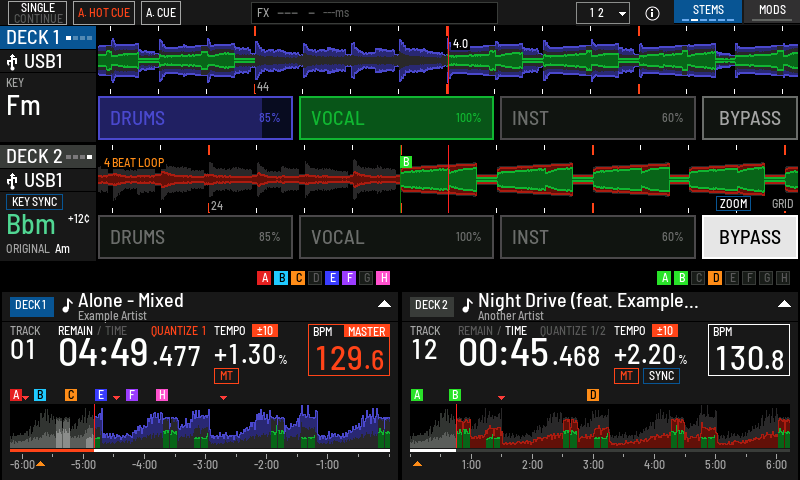 SINGLE
CONTINUE
A. HOT CUE
A. CUE
FX --- - ---ms
1 2
STEMS
MODS
DECK 1
USB1
KEY
Fm
4.0
44
DRUMS 85%
VOCAL 100%
INST 60%
BYPASS
DECK 2
USB1
KEY SYNC
Bbm +12¢
ORIGINAL Am
4 BEAT LOOP
B
24
ZOOM GRID
DRUMS 85%
VOCAL 100%
INST 60%
BYPASS
A B C D E F G H
A B C D E F G H
DECK 1
Alone - Mixed
Example Artist
TRACK
01
REMAIN / TIME
04:49.477
QUANTIZE 1
TEMPO ±10
+1.30%
MT
BPM MASTER
129.6
A B C E F H
-6:00 -5:00 -4:00 -3:00 -2:00 -1:00
DECK 2
Night Drive (feat. Example...
Another Artist
TRACK
12
REMAIN / TIME
00:45.468
QUANTIZE 1/2
TEMPO ±10
+2.20%
MT SYNC
BPM
130.8
A B D
1:00 2:00 3:00 4:00 5:00 6:00